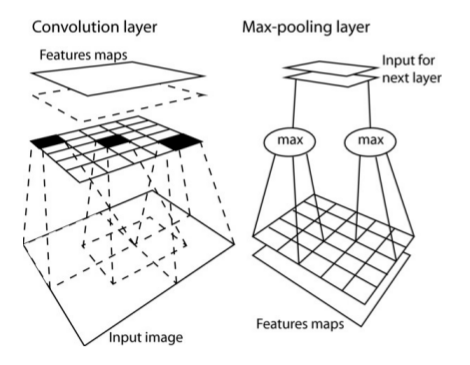 Convolution layer
Features maps
Input image
Max-pooling layer
Input for
next layer
max
max
Features maps